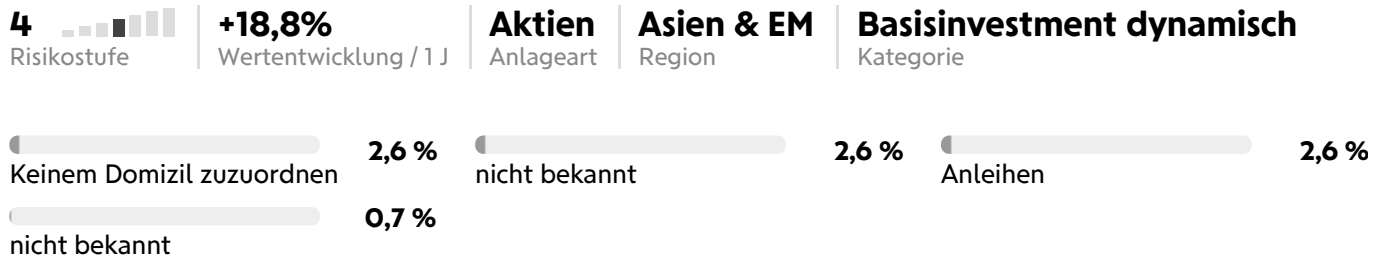 4 +18,8% Aktien Asien & EM Basisinvestment dynamisch
Risikostufe Wertentwicklung / 1 J Anlageart Region Kategorie
2,6 % 2,6 % 2,6 %
Keinem Domizil zuzuordnen nicht bekannt Anleihen
0,7 %
nicht bekannt